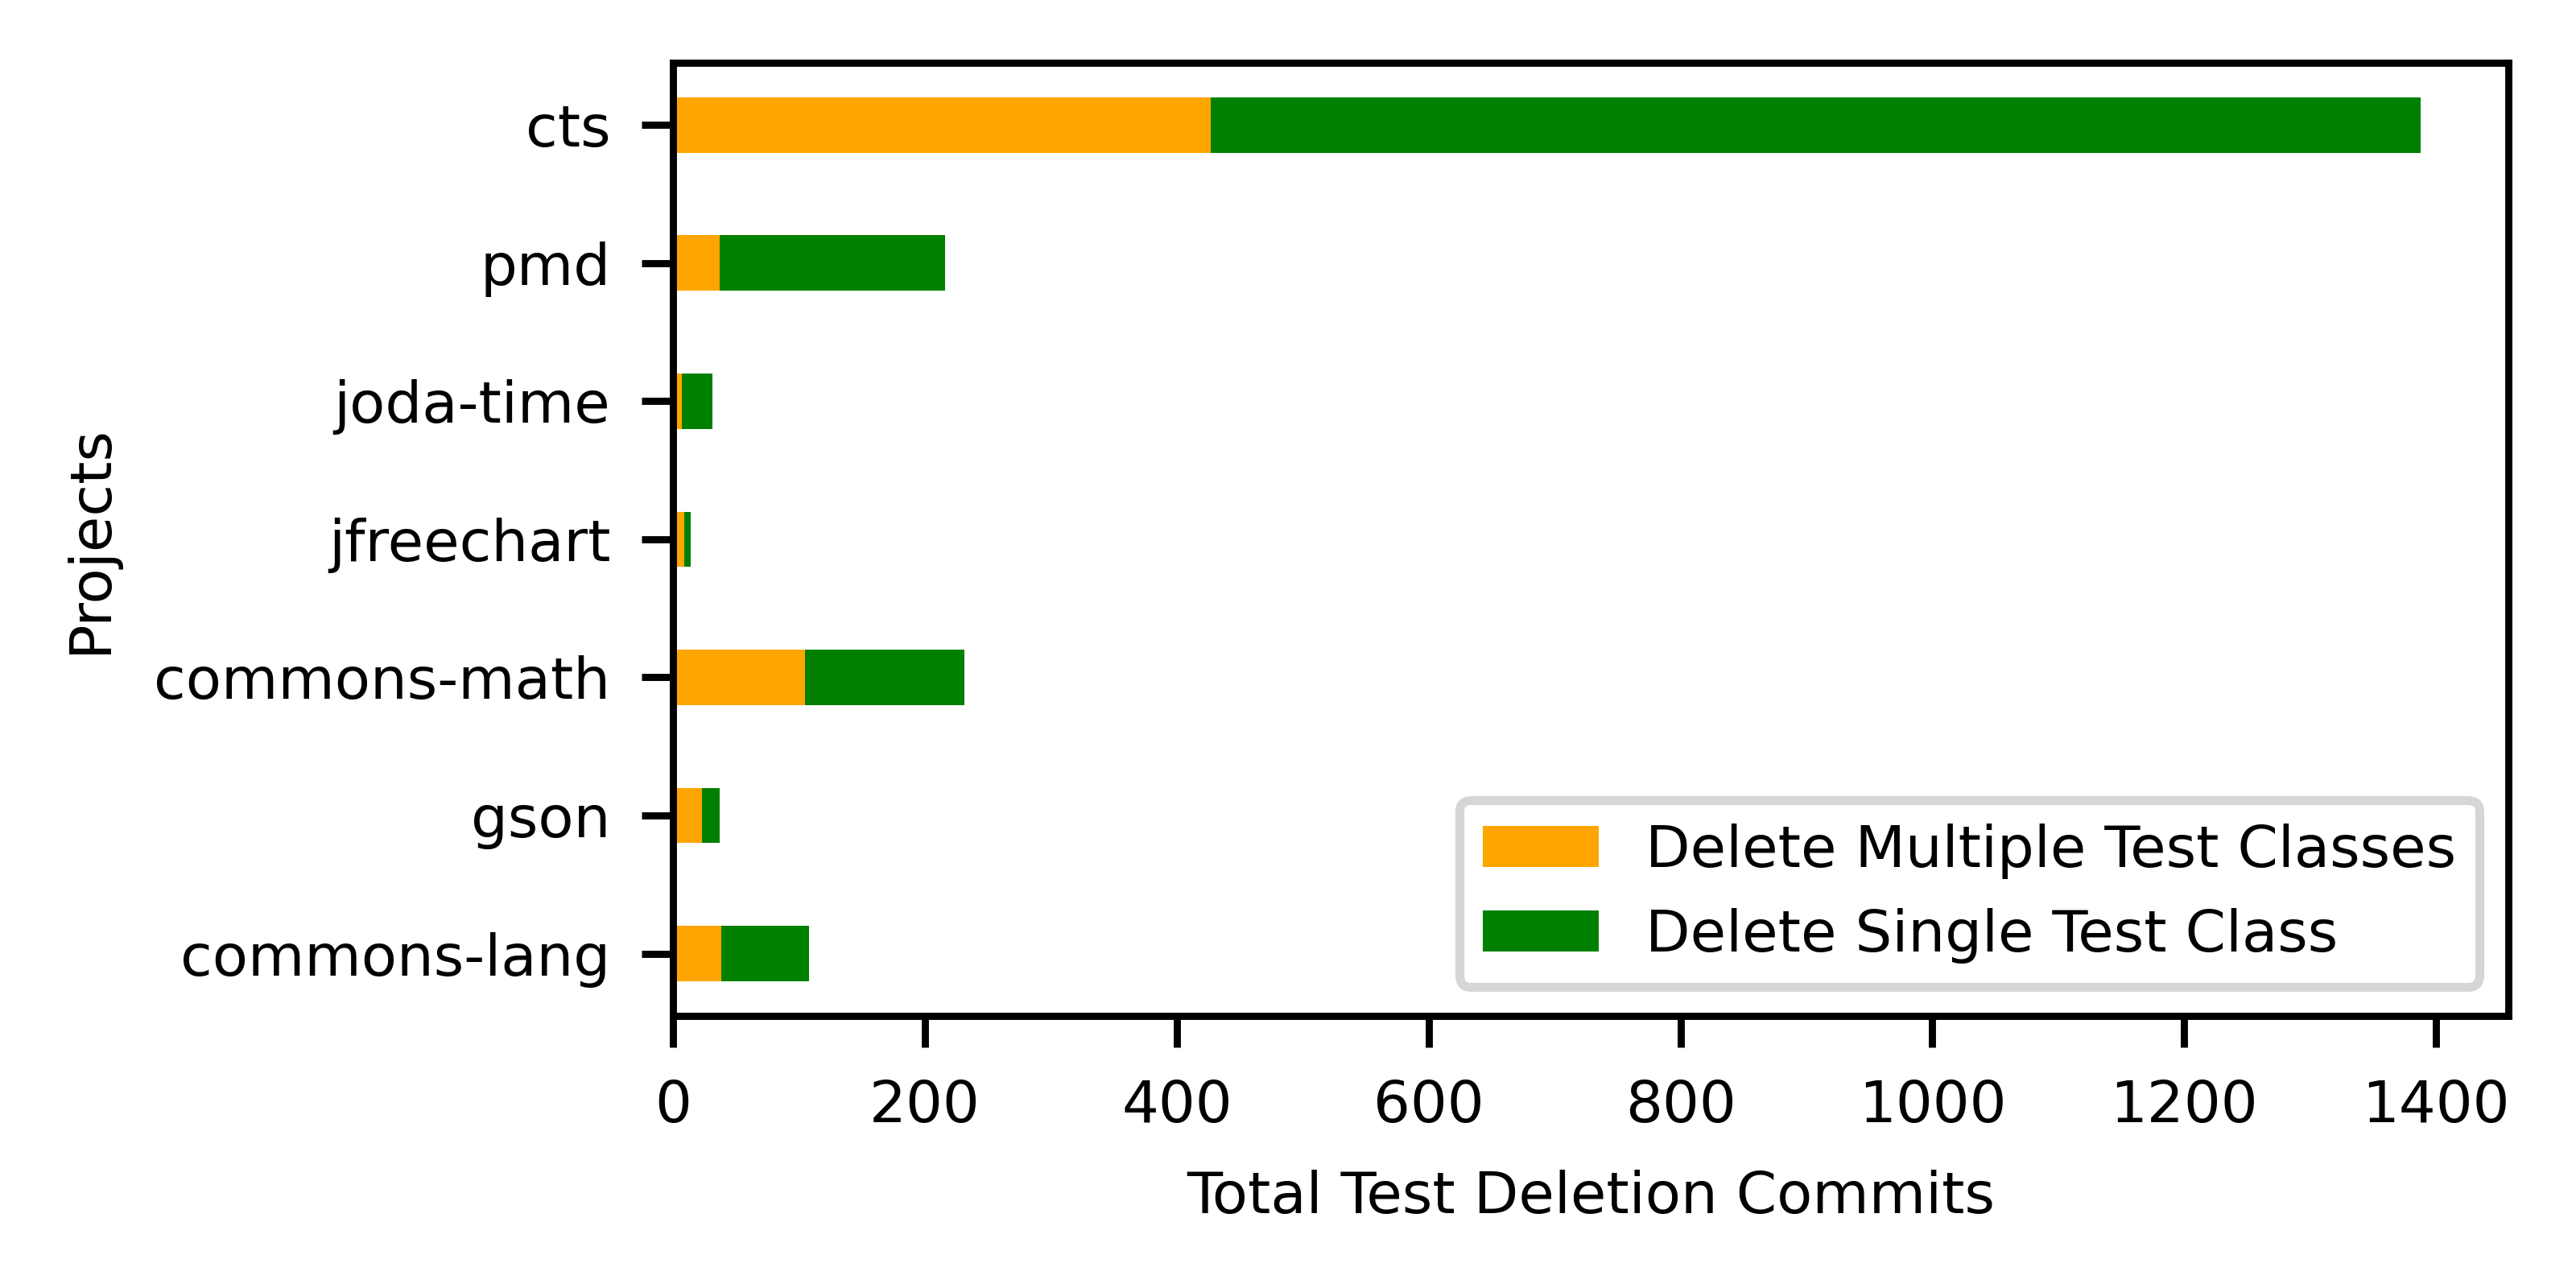 cts
pmd
joda-time
jfreechart
commons-math
gson
commons-lang
Projects
Delete Multiple Test Classes
Delete Single Test Class
0 200 400 600 800 1000 1200 1400
Total Test Deletion Commits